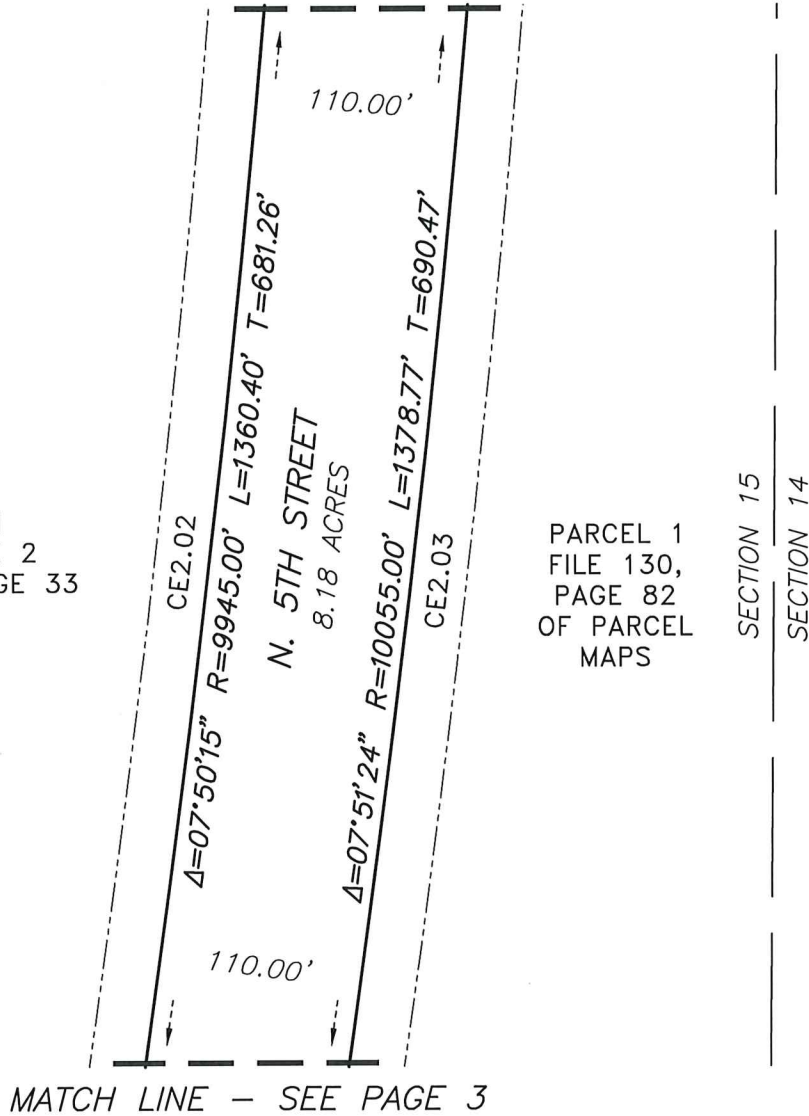 110.00'
2
GE 33
CE2.02
Δ=07°50'15" R=9945.00' L=1360.40' T=681.26'
N. 5TH STREET
8.18 ACRES
Δ=07°51'24" R=10055.00' L=1378.77' T=690.47'
CE2.03
PARCEL 1
FILE 130,
PAGE 82
OF PARCEL
MAPS
SECTION 15
SECTION 14
110.00'
MATCH LINE – SEE PAGE 3